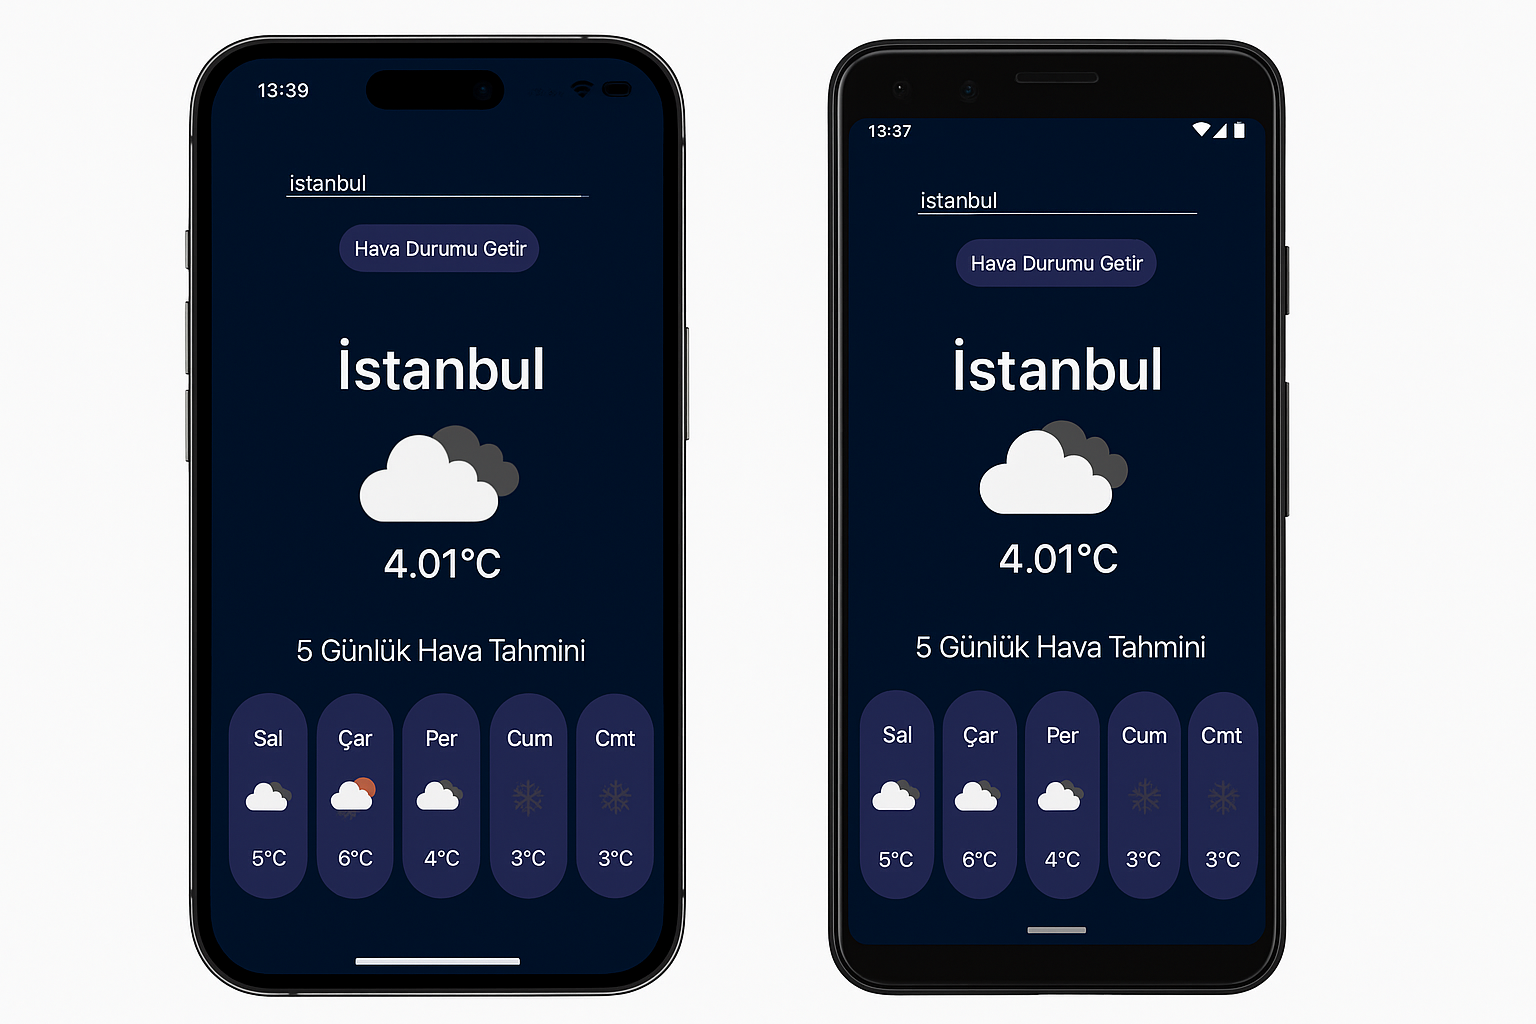 13:39
istanbul
Hava Durumu Getir
İstanbul
4.01°C
5 Günlük Hava Tahmini
Sal Çar Per Cum Cmt
5°C 6°C 4°C 3°C 3°C
13:37
istanbul
Hava Durumu Getir
İstanbul
4.01°C
5 Günlük Hava Tahmini
Sal Çar Per Cum Cmt
5°C 6°C 4°C 3°C 3°C